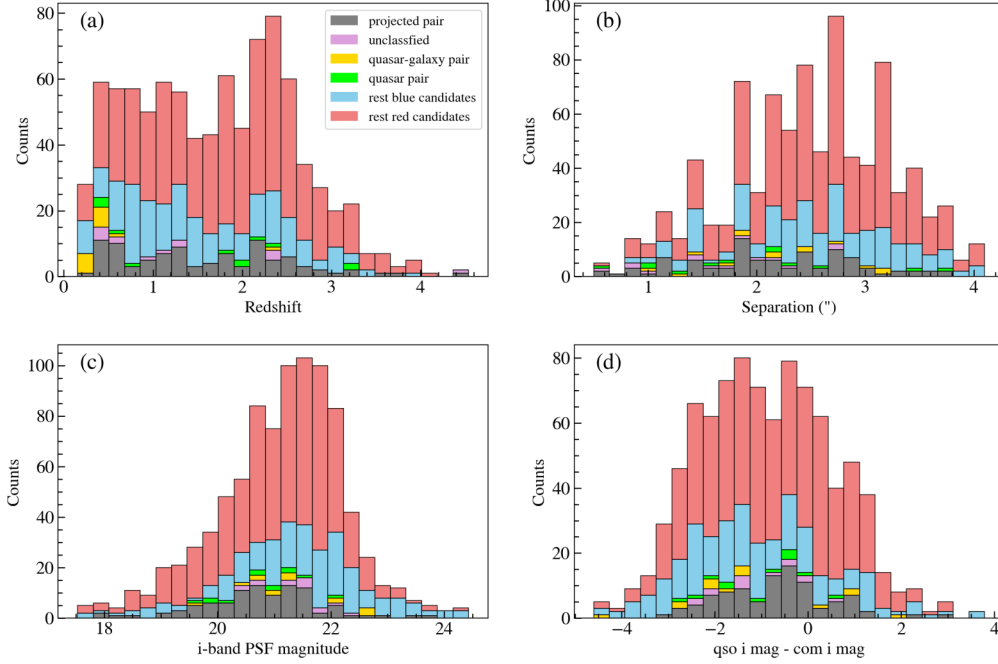 (a)
projected pair
unclassfied
quasar-galaxy pair
quasar pair
rest blue candidates
rest red candidates
80
60
40
20
0
Counts
0 1 2 3 4
Redshift
(b)
100
80
60
40
20
0
Counts
1 2 3 4
Separation (")
(c)
100
80
60
40
20
0
Counts
18 20 22 24
i-band PSF magnitude
(d)
80
60
40
20
0
Counts
−4 −2 0 2 4
qso i mag - com i mag